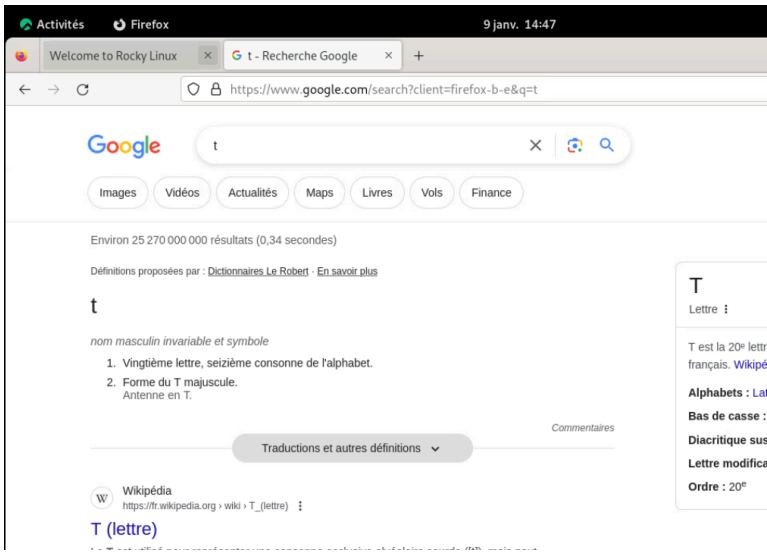 Activités Firefox 9 janv. 14:47
Welcome to Rocky Linux × G t - Recherche Google × +
https://www.google.com/search?client=firefox-b-e&q=t
Google t
Images Vidéos Actualités Maps Livres Vols Finance
Environ 25 270 000 000 résultats (0,34 secondes)
Définitions proposées par : Dictionnaires Le Robert · En savoir plus
t
nom masculin invariable et symbole
1. Vingtième lettre, seizième consonne de l'alphabet.
2. Forme du T majuscule.
Antenne en T.
Commentaires
Traductions et autres définitions
W Wikipédia
https://fr.wikipedia.org › wiki › T_(lettre)
T (lettre)
T
Lettre
T est la 20ᵉ lettr
français. Wikipé
Alphabets : Lat
Bas de casse :
Diacritique sus
Lettre modifica
Ordre : 20ᵉ